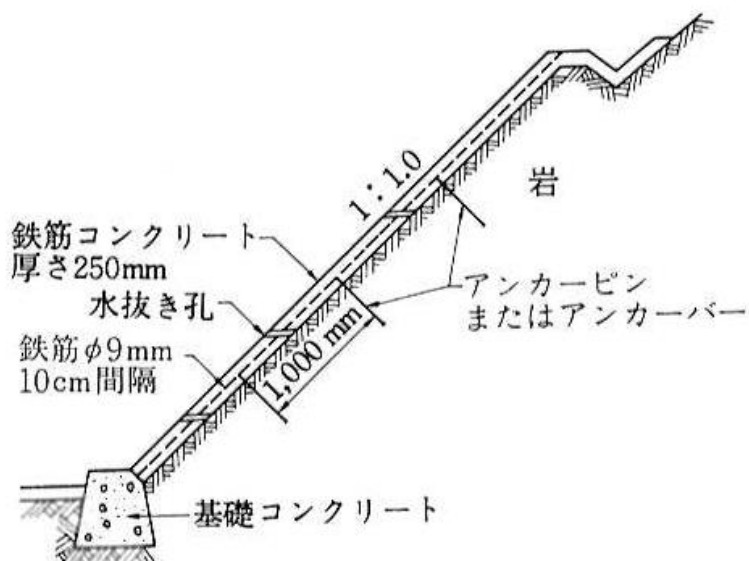 1：1.0
岩
鉄筋コンクリート
厚さ250mm
水抜き孔
アンカーピン
またはアンカーバー
鉄筋φ9mm
10cm間隔
1,000 mm
基礎コンクリート